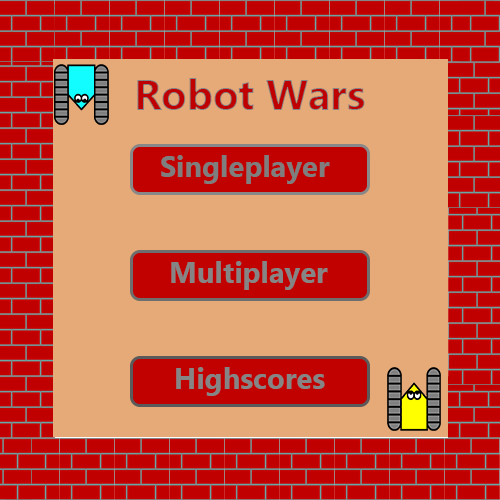 Robot Wars
Singleplayer
Multiplayer
Highscores